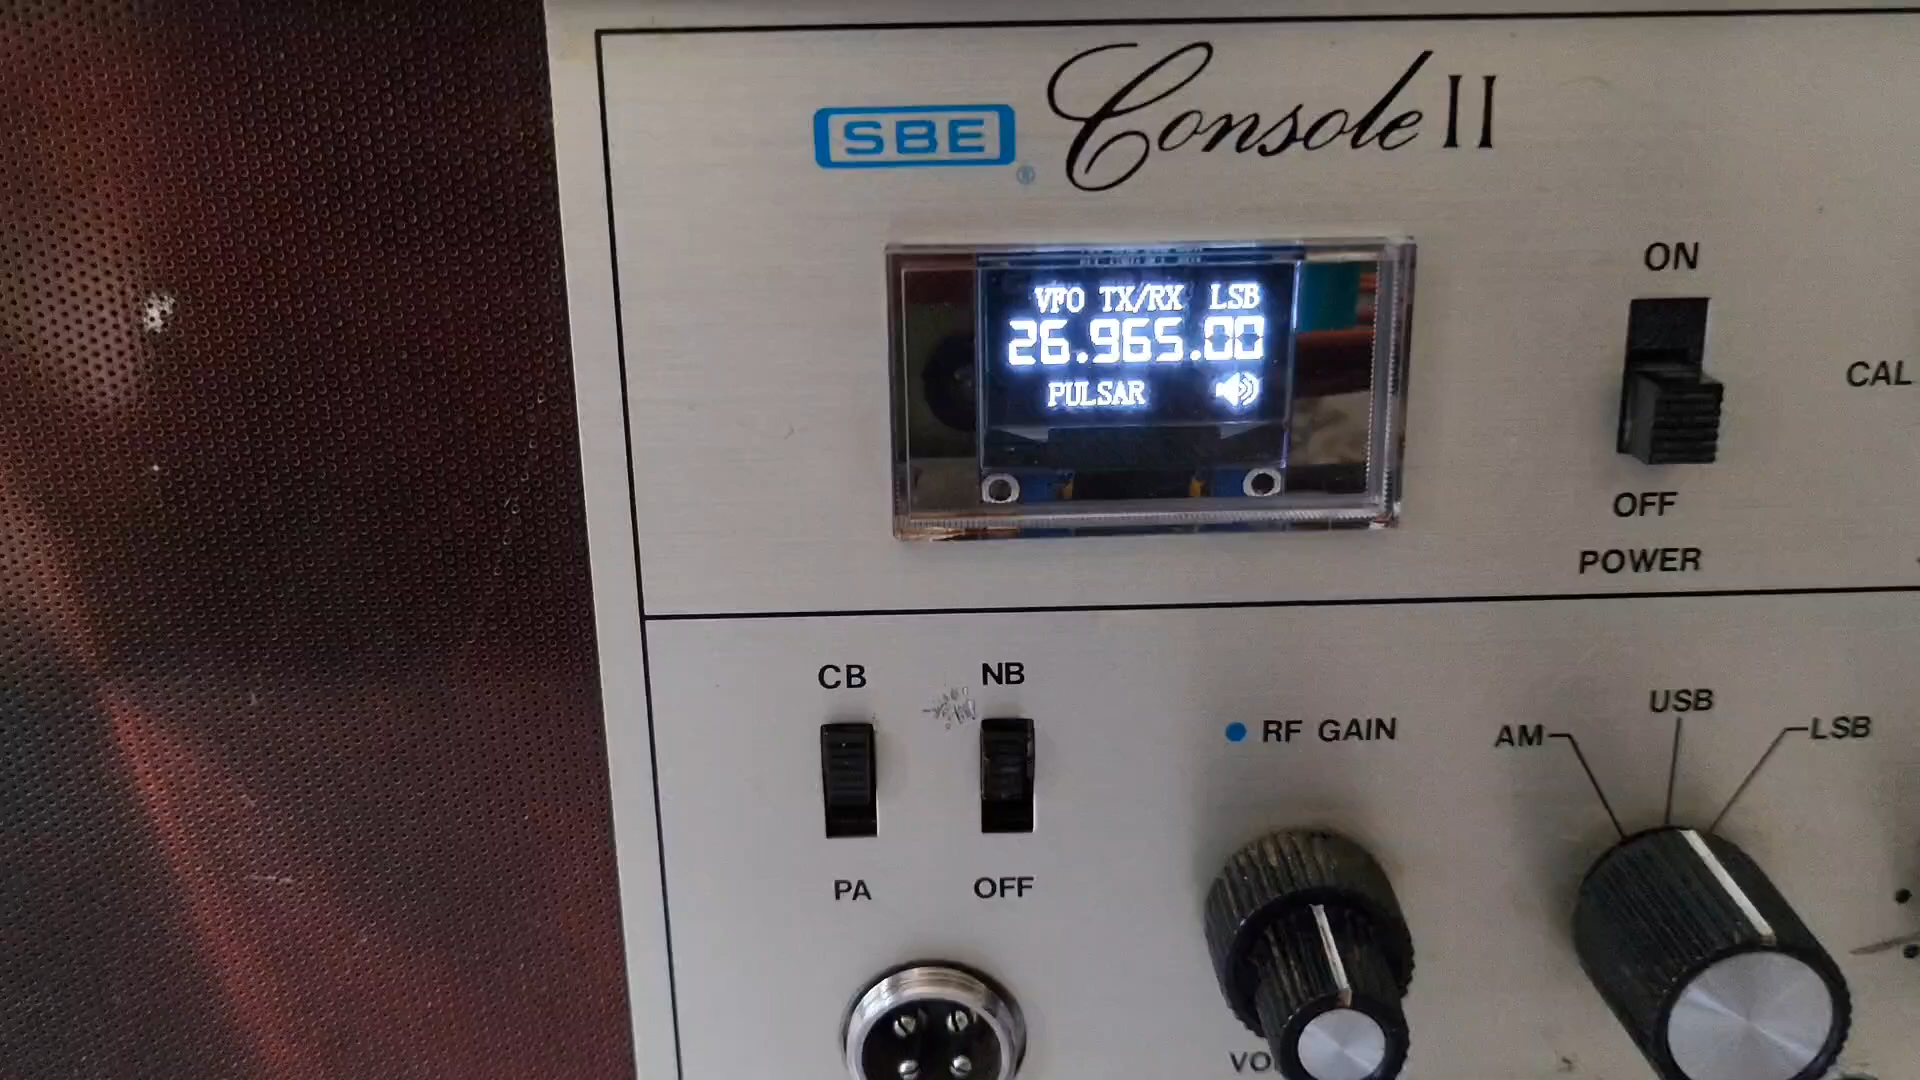 SBE ® Console II
VFO TX/RX LSB
26.965.00
PULSAR
ON
OFF
POWER
CAL
CB
PA
NB
OFF
RF GAIN
AM
USB
LSB